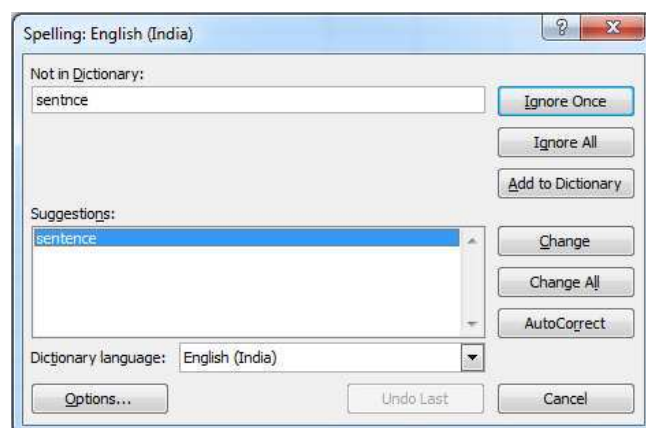 Spelling: English (India)
Not in Dictionary:
sentnce
Ignore Once
Ignore All
Add to Dictionary
Suggestions:
sentence
Change
Change All
AutoCorrect
Dictionary language: English (India)
Options... Undo Last Cancel